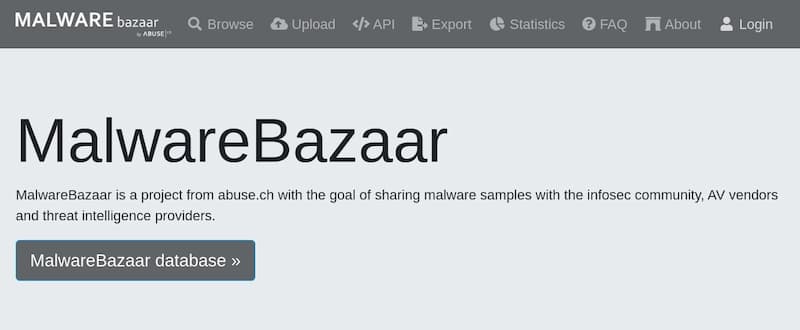 MALWARE bazaar by ABUSE|ch Browse Upload API Export Statistics FAQ About Login
MalwareBazaar
MalwareBazaar is a project from abuse.ch with the goal of sharing malware samples with the infosec community, AV vendors
and threat intelligence providers.
MalwareBazaar database »